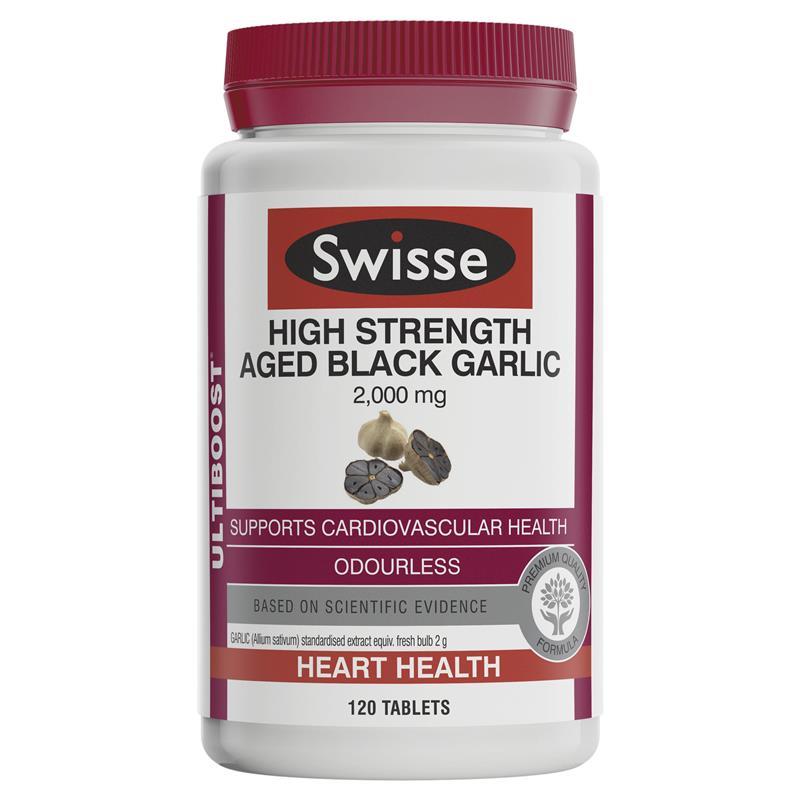 Swisse
HIGH STRENGTH
AGED BLACK GARLIC
2,000 mg
ULTIBOOST
SUPPORTS CARDIOVASCULAR HEALTH
ODOURLESS
BASED ON SCIENTIFIC EVIDENCE
PREMIUM QUALITY
FORMULA
GARLIC (Allium sativum) standardised extract equiv. fresh bulb 2 g
HEART HEALTH
120 TABLETS